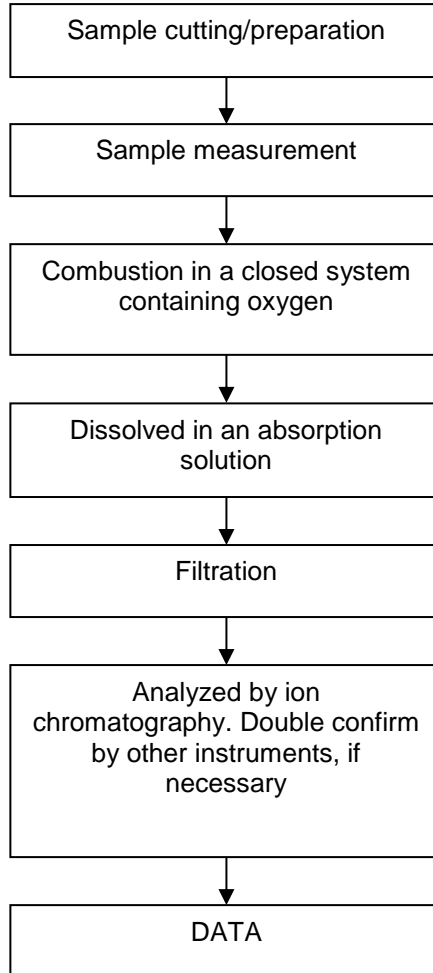 Sample cutting/preparation
Sample measurement
Combustion in a closed system
containing oxygen
Dissolved in an absorption
solution
Filtration
Analyzed by ion
chromatography. Double confirm
by other instruments, if
necessary
DATA